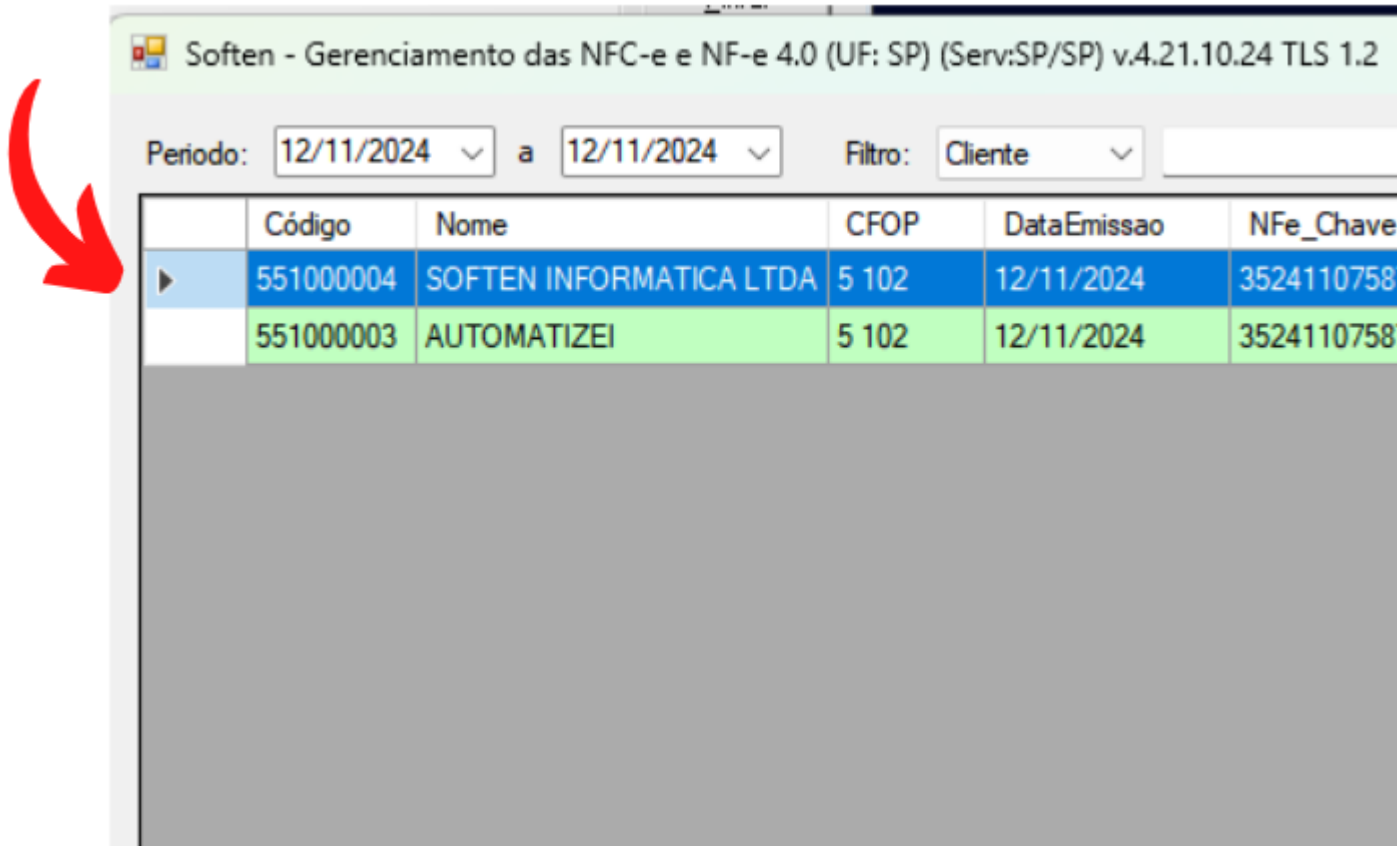 Soften - Gerenciamento das NFC-e e NF-e 4.0 (UF: SP) (Serv:SP/SP) v.4.21.10.24 TLS 1.2
Periodo: 12/11/2024 a 12/11/2024 Filtro: Cliente
Código Nome CFOP DataEmissao NFe_Chave
551000004 SOFTEN INFORMATICA LTDA 5 102 12/11/2024 3524110758
551000003 AUTOMATIZEI 5 102 12/11/2024 3524110758